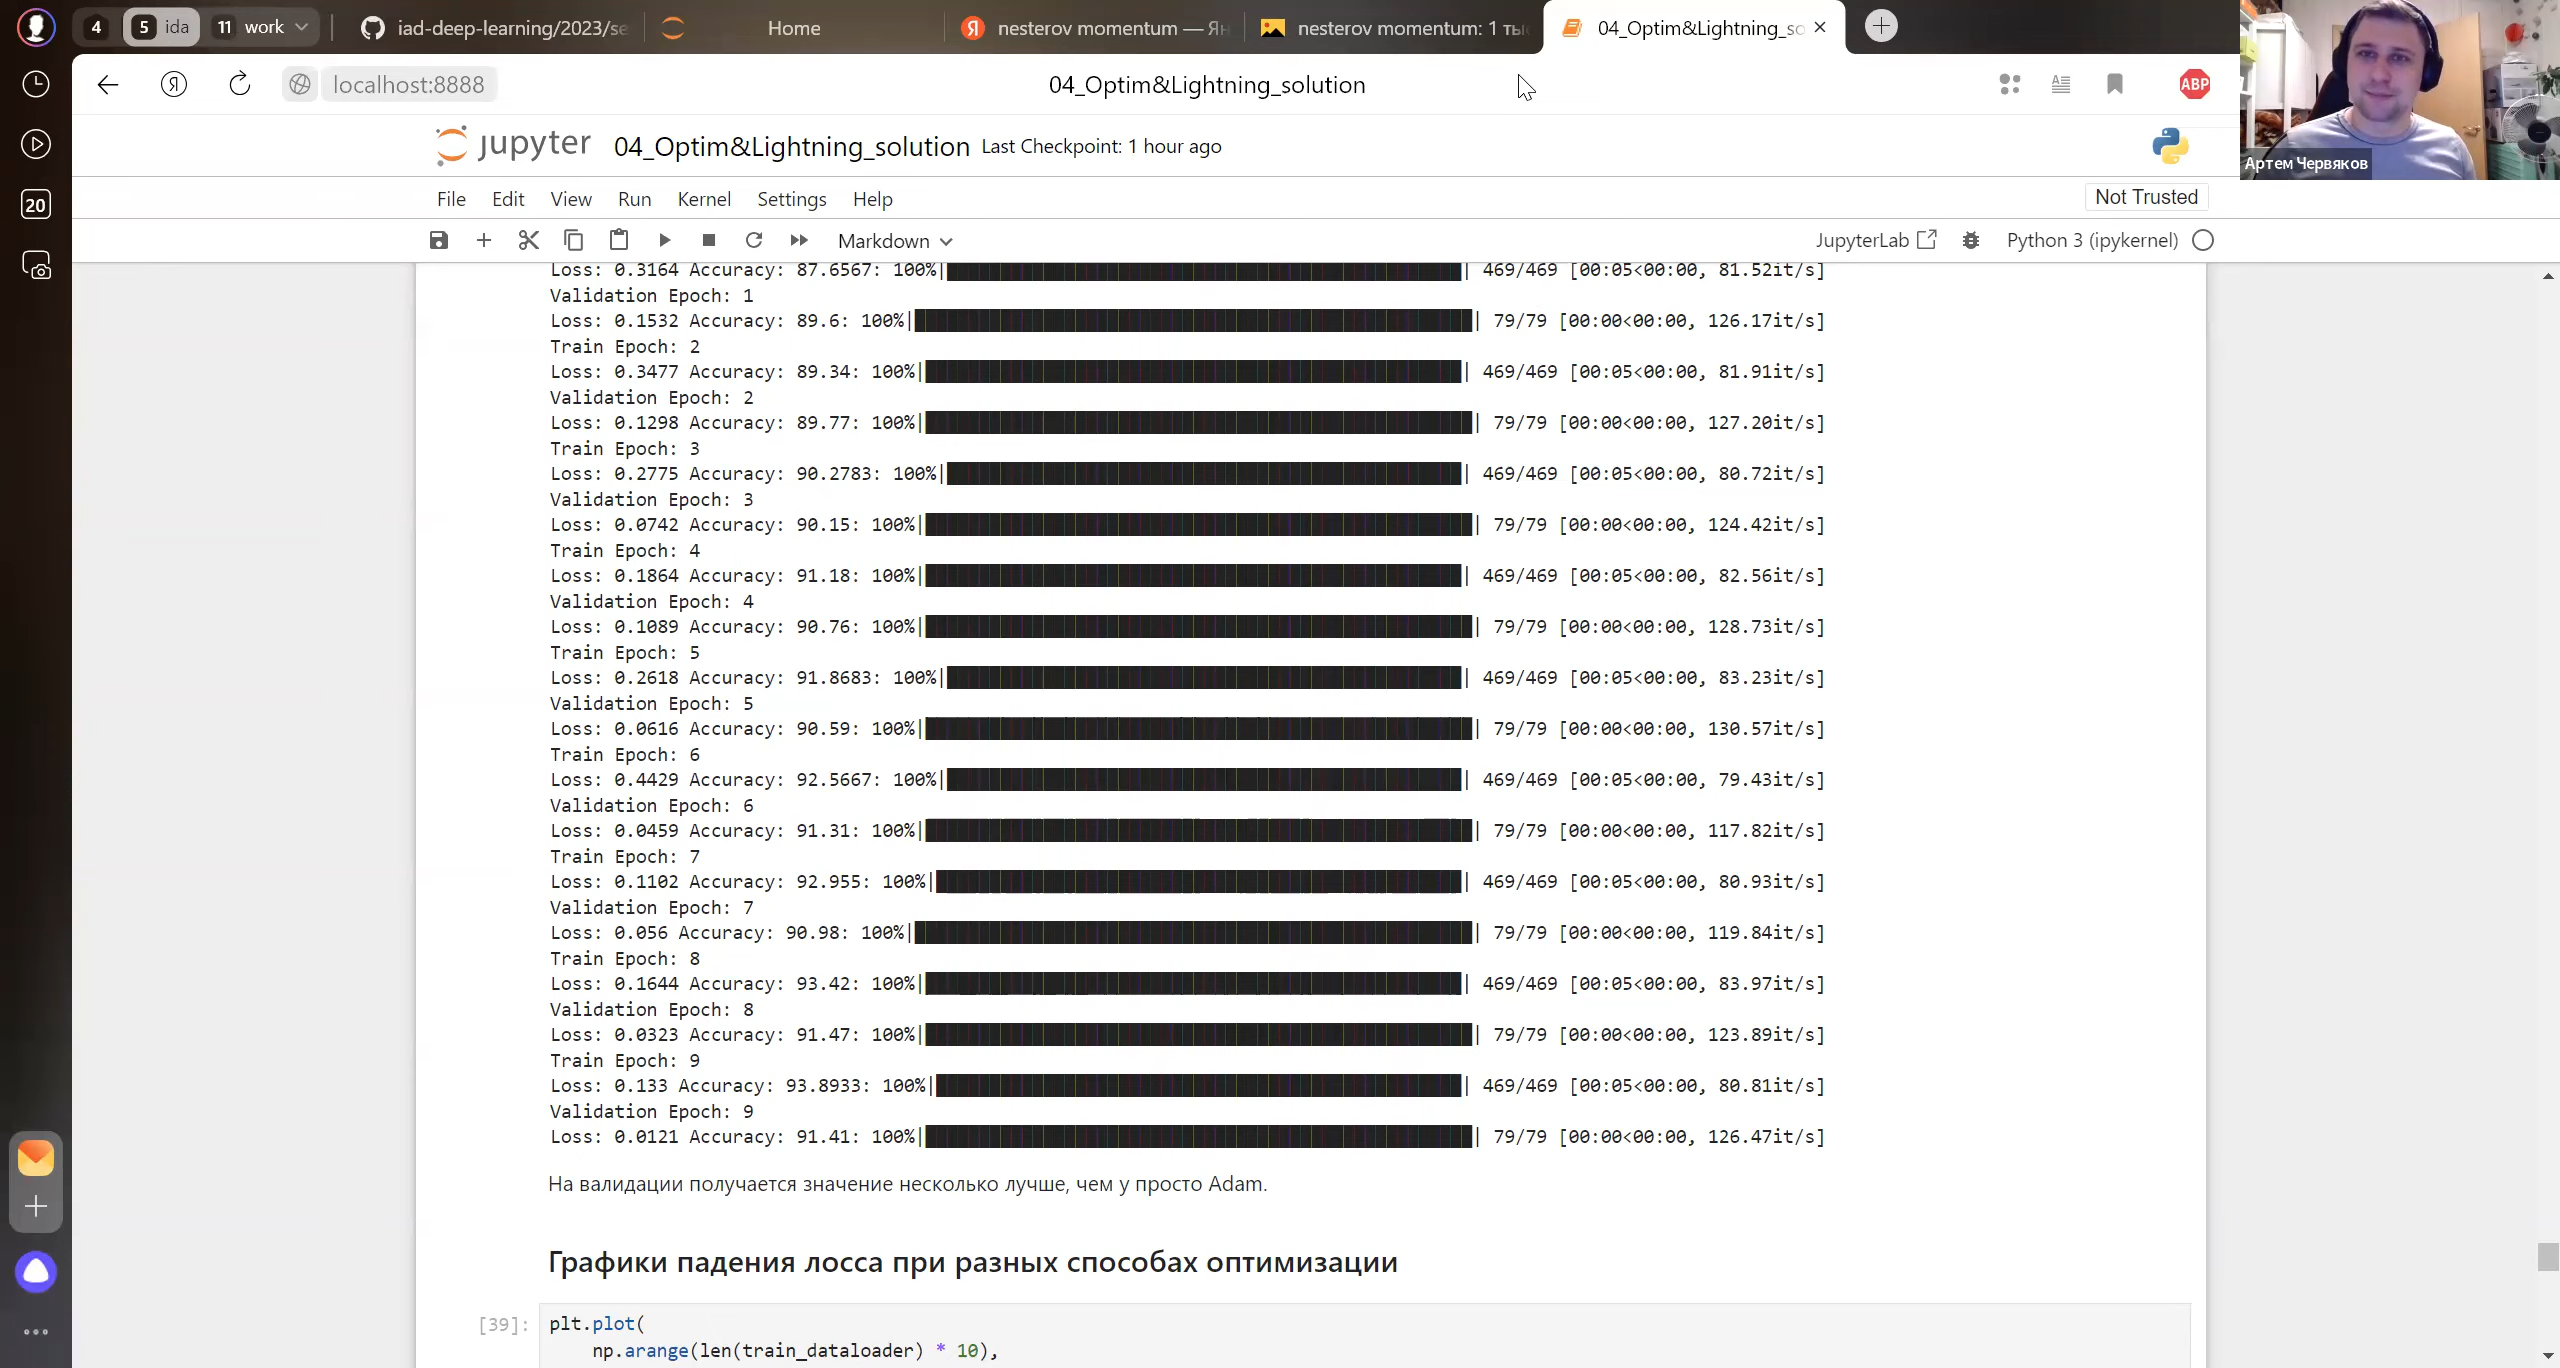 4 5 ida 11 work iad-deep-learning/2023/se Home nesterov momentum — Ян nesterov momentum: 1 ты 04_Optim&Lightning_so
localhost:8888 04_Optim&Lightning_solution ABP
20
jupyter 04_Optim&Lightning_solution Last Checkpoint: 1 hour ago
Артем Червяков
File Edit View Run Kernel Settings Help Not Trusted
Markdown JupyterLab Python 3 (ipykernel)
Loss: 0.3164 Accuracy: 87.6567: 100%| 469/469 [00:05<00:00, 81.52it/s]
Validation Epoch: 1
Loss: 0.1532 Accuracy: 89.6: 100%| | 79/79 [00:00<00:00, 126.17it/s]
Train Epoch: 2
Loss: 0.3477 Accuracy: 89.34: 100%| | 469/469 [00:05<00:00, 81.91it/s]
Validation Epoch: 2
Loss: 0.1298 Accuracy: 89.77: 100%| | 79/79 [00:00<00:00, 127.20it/s]
Train Epoch: 3
Loss: 0.2775 Accuracy: 90.2783: 100%| | 469/469 [00:05<00:00, 80.72it/s]
Validation Epoch: 3
Loss: 0.0742 Accuracy: 90.15: 100%| | 79/79 [00:00<00:00, 124.42it/s]
Train Epoch: 4
Loss: 0.1864 Accuracy: 91.18: 100%| | 469/469 [00:05<00:00, 82.56it/s]
Validation Epoch: 4
Loss: 0.1089 Accuracy: 90.76: 100%| | 79/79 [00:00<00:00, 128.73it/s]
Train Epoch: 5
Loss: 0.2618 Accuracy: 91.8683: 100%| | 469/469 [00:05<00:00, 83.23it/s]
Validation Epoch: 5
Loss: 0.0616 Accuracy: 90.59: 100%| | 79/79 [00:00<00:00, 130.57it/s]
Train Epoch: 6
Loss: 0.4429 Accuracy: 92.5667: 100%| | 469/469 [00:05<00:00, 79.43it/s]
Validation Epoch: 6
Loss: 0.0459 Accuracy: 91.31: 100%| | 79/79 [00:00<00:00, 117.82it/s]
Train Epoch: 7
Loss: 0.1102 Accuracy: 92.955: 100%| | 469/469 [00:05<00:00, 80.93it/s]
Validation Epoch: 7
Loss: 0.056 Accuracy: 90.98: 100%| | 79/79 [00:00<00:00, 119.84it/s]
Train Epoch: 8
Loss: 0.1644 Accuracy: 93.42: 100%| | 469/469 [00:05<00:00, 83.97it/s]
Validation Epoch: 8
Loss: 0.0323 Accuracy: 91.47: 100%| | 79/79 [00:00<00:00, 123.89it/s]
Train Epoch: 9
Loss: 0.133 Accuracy: 93.8933: 100%| | 469/469 [00:05<00:00, 80.81it/s]
Validation Epoch: 9
Loss: 0.0121 Accuracy: 91.41: 100%| | 79/79 [00:00<00:00, 126.47it/s]
На валидации получается значение несколько лучше, чем у просто Adam.
Графики падения лосса при разных способах оптимизации
[39]: plt.plot(
np.arange(len(train_dataloader) * 10),